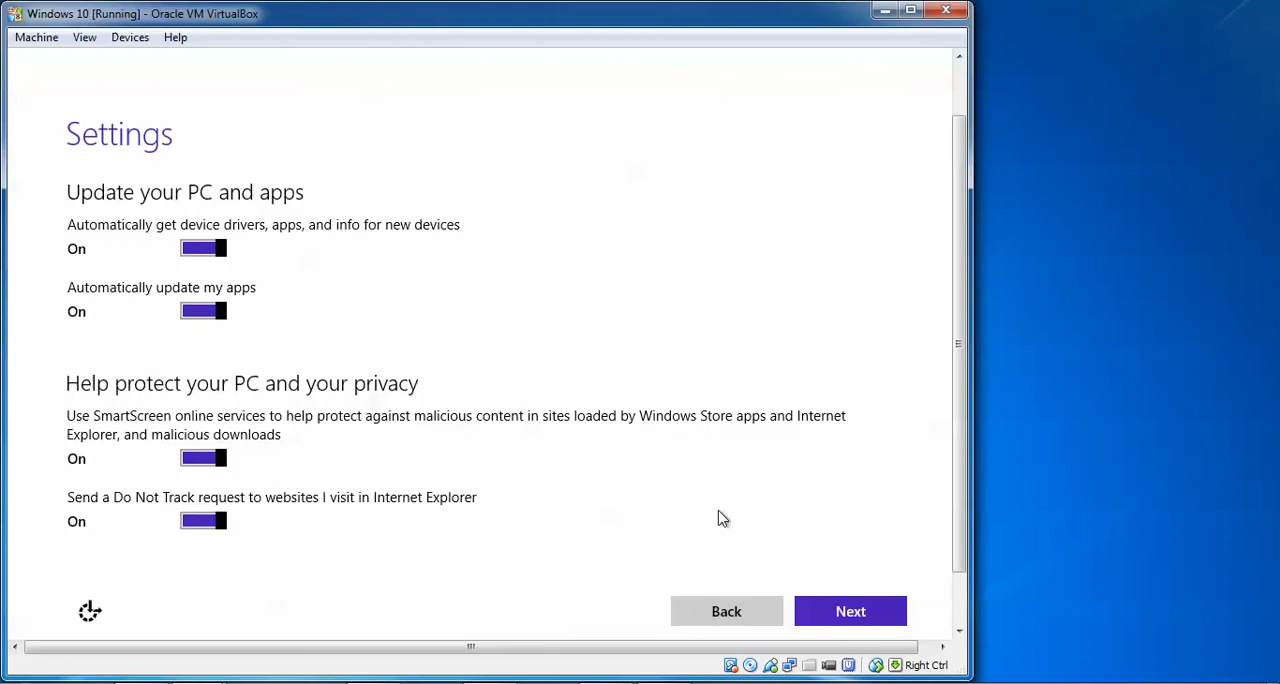 Windows 10 [Running] - Oracle VM VirtualBox
Machine View Devices Help
Settings
Update your PC and apps
Automatically get device drivers, apps, and info for new devices
On
Automatically update my apps
On
Help protect your PC and your privacy
Use SmartScreen online services to help protect against malicious content in sites loaded by Windows Store apps and Internet
Explorer, and malicious downloads
On
Send a Do Not Track request to websites I visit in Internet Explorer
On
Back Next
Right Ctrl